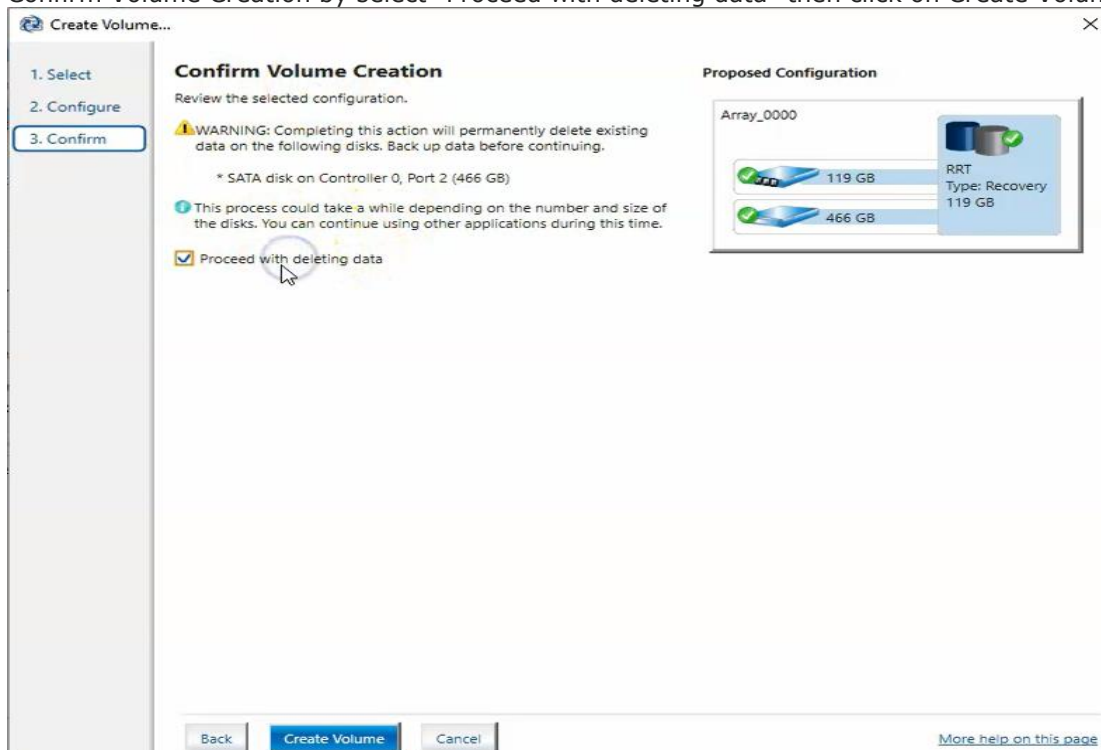 Confirm Volume Creation by Select "Proceed with deleting data" then click on Create Volum
Create Volume...
1. Select
2. Configure
3. Confirm
Confirm Volume Creation
Review the selected configuration.
WARNING: Completing this action will permanently delete existing
data on the following disks. Back up data before continuing.
* SATA disk on Controller 0, Port 2 (466 GB)
This process could take a while depending on the number and size of
the disks. You can continue using other applications during this time.
Proceed with deleting data
Proposed Configuration
Array_0000
119 GB
466 GB
RRT
Type: Recovery
119 GB
Back
Create Volume
Cancel
More help on this page